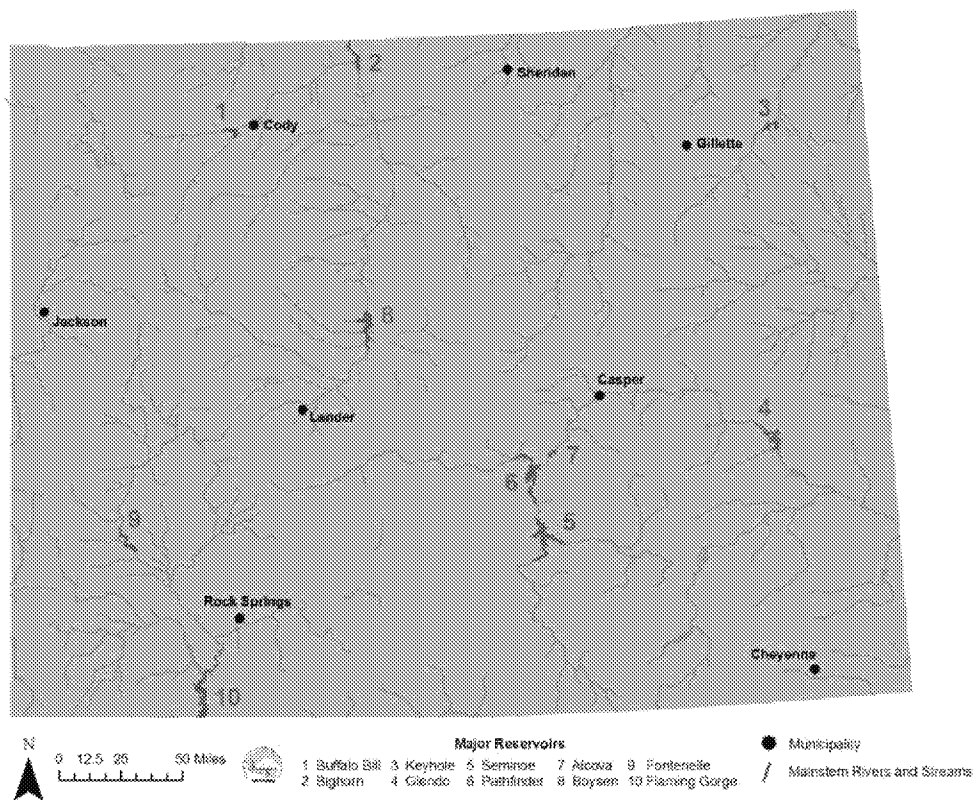 2
Sheridan
1
Cody
3
Gillette
Jackson
8
Casper
Lander
4
7
6
9
5
Rock Springs
Cheyenne
10
N
0 12.5 25 50 Miles
Major Reservoirs
1 Buffalo Bill 3 Keyhole 5 Seminoe 7 Alcova 9 Fontenelle
2 Bighorn 4 Glendo 6 Pathfinder 8 Boysen 10 Flaming Gorge
Municipality
Mainstem Rivers and Streams